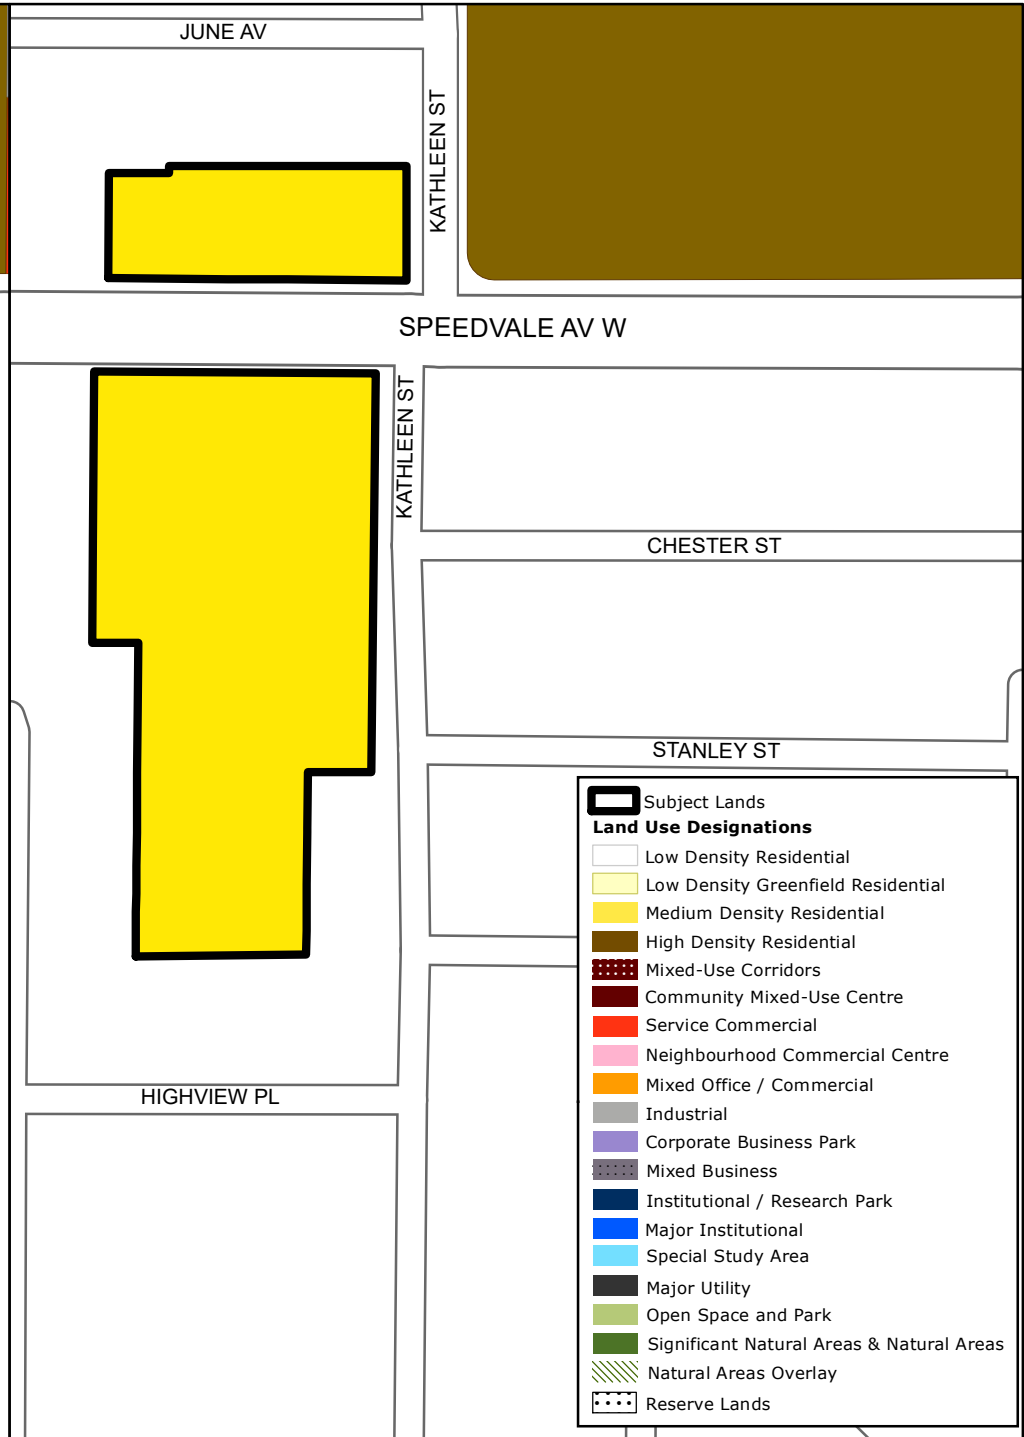 JUNE AV
KATHLEEN ST
SPEEDVALE AV W
KATHLEEN ST
CHESTER ST
STANLEY ST
HIGHVIEW PL
Subject Lands
Land Use Designations
Low Density Residential
Low Density Greenfield Residential
Medium Density Residential
High Density Residential
Mixed-Use Corridors
Community Mixed-Use Centre
Service Commercial
Neighbourhood Commercial Centre
Mixed Office / Commercial
Industrial
Corporate Business Park
Mixed Business
Institutional / Research Park
Major Institutional
Special Study Area
Major Utility
Open Space and Park
Significant Natural Areas & Natural Areas
Natural Areas Overlay
Reserve Lands